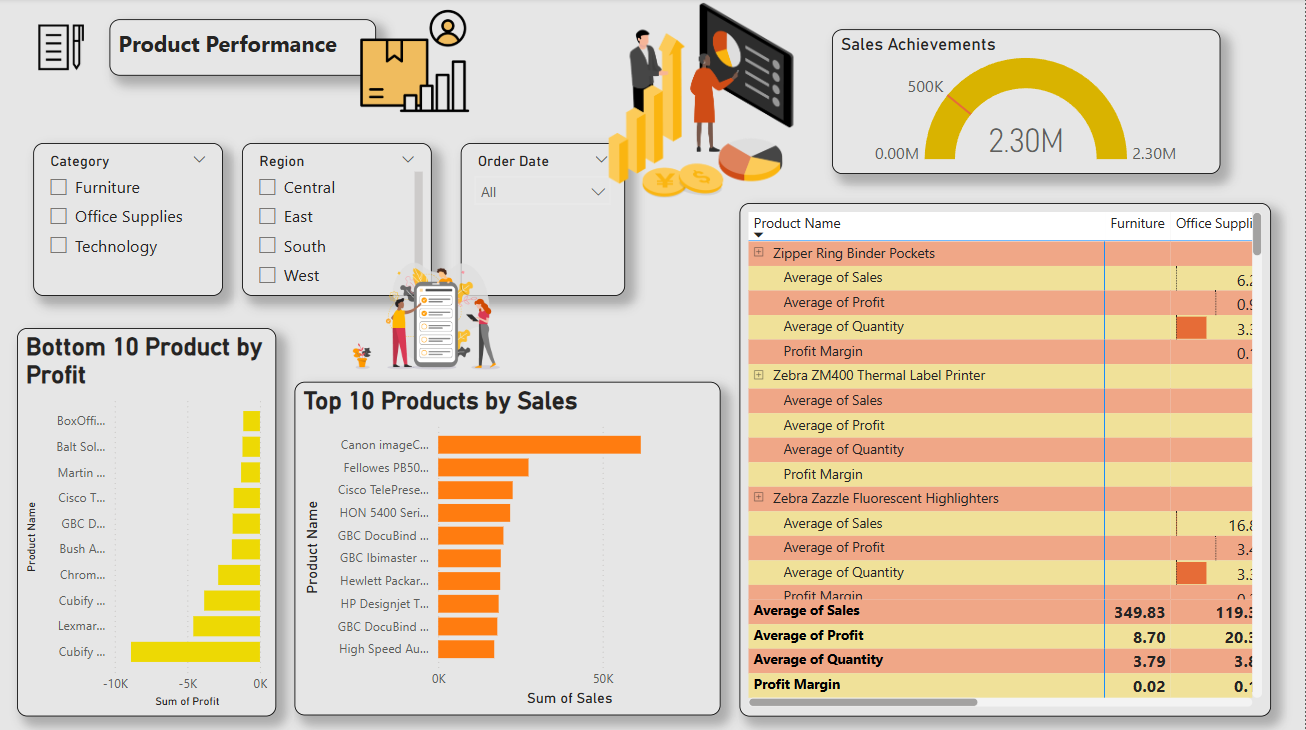 Product Performance
Sales Achievements
500K
0.00M
2.30M
2.30M
Category
Furniture
Office Supplies
Technology
Region
Central
East
South
West
Order Date
All
¥
$
Bottom 10 Product by
Profit
Product Name
BoxOffi...
Balt Sol...
Martin ...
Cisco T...
GBC D...
Bush A...
Chrom...
Cubify ...
Lexmar...
Cubify ...
-10K -5K 0K
Sum of Profit
Top 10 Products by Sales
Product Name
Canon imageC...
Fellowes PB50...
Cisco TelePrese...
HON 5400 Seri...
GBC DocuBind ...
GBC Ibimaster ...
Hewlett Packar...
HP Designjet T...
GBC DocuBind ...
High Speed Au...
0K 50K
Sum of Sales
Product Name Furniture Office Suppli
Zipper Ring Binder Pockets
Average of Sales 6.2
Average of Profit 0.9
Average of Quantity 3.3
Profit Margin 0.1
Zebra ZM400 Thermal Label Printer
Average of Sales
Average of Profit
Average of Quantity
Profit Margin
Zebra Zazzle Fluorescent Highlighters
Average of Sales 16.8
Average of Profit 3.4
Average of Quantity 3.3
Profit Margin
Average of Sales 349.83 119.3
Average of Profit 8.70 20.3
Average of Quantity 3.79 3.8
Profit Margin 0.02 0.1